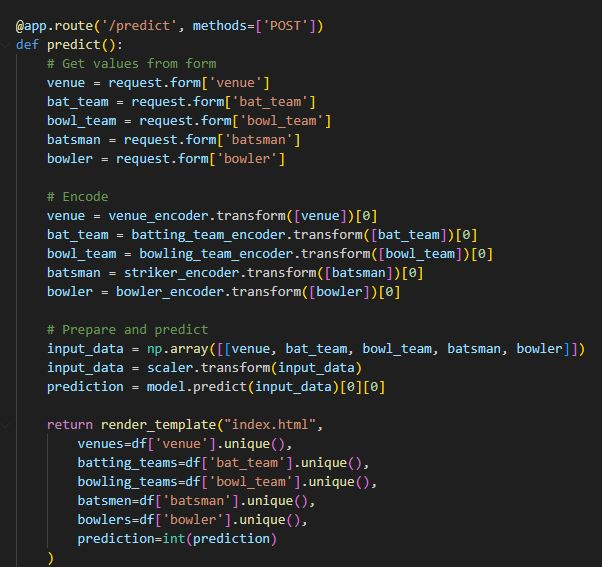 @app.route('/predict', methods=['POST'])
def predict():
    # Get values from form
    venue = request.form['venue']
    bat_team = request.form['bat_team']
    bowl_team = request.form['bowl_team']
    batsman = request.form['batsman']
    bowler = request.form['bowler']

    # Encode
    venue = venue_encoder.transform([venue])[0]
    bat_team = batting_team_encoder.transform([bat_team])[0]
    bowl_team = bowling_team_encoder.transform([bowl_team])[0]
    batsman = striker_encoder.transform([batsman])[0]
    bowler = bowler_encoder.transform([bowler])[0]

    # Prepare and predict
    input_data = np.array([[venue, bat_team, bowl_team, batsman, bowler]])
    input_data = scaler.transform(input_data)
    prediction = model.predict(input_data)[0][0]

    return render_template("index.html",
        venues=df['venue'].unique(),
        batting_teams=df['bat_team'].unique(),
        bowling_teams=df['bowl_team'].unique(),
        batsmen=df['batsman'].unique(),
        bowlers=df['bowler'].unique(),
        prediction=int(prediction)
    )